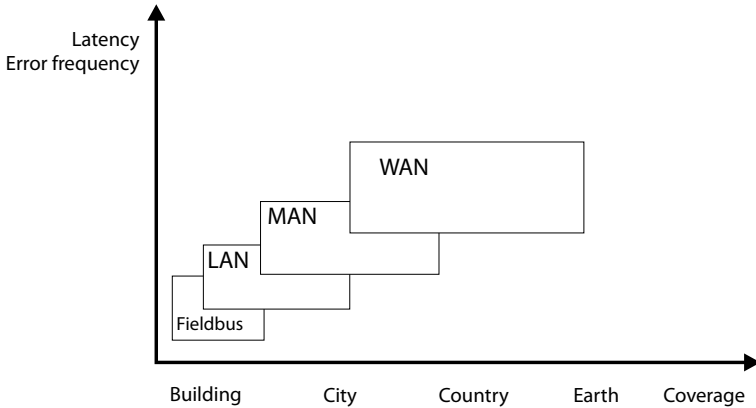 Latency
Error frequency
WAN
MAN
LAN
Fieldbus
Building City Country Earth Coverage